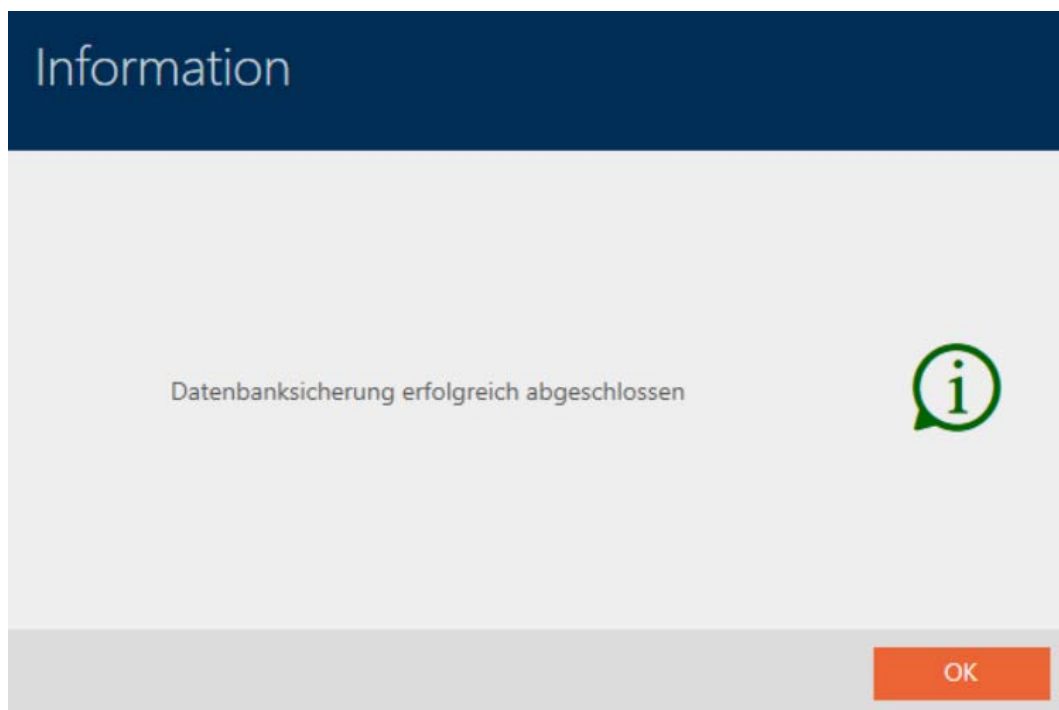 Information
Datenbanksicherung erfolgreich abgeschlossen
i
OK